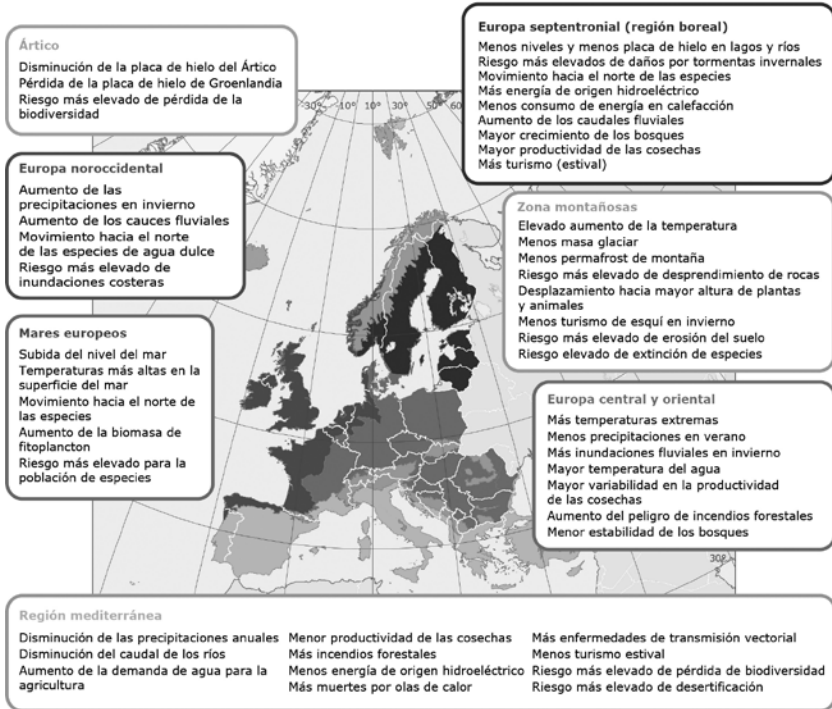 Ártico
Disminución de la placa de hielo del Ártico
Pérdida de la placa de hielo de Groenlandia
Riesgo más elevado de pérdida de la
biodiversidad
Europa septentronial (región boreal)
Menos niveles y menos placa de hielo en lagos y ríos
Riesgo más elevados de daños por tormentas invernales
Movimiento hacia el norte de las especies
Más energía de origen hidroeléctrico
Menos consumo de energía en calefacción
Aumento de los caudales fluviales
Mayor crecimiento de los bosques
Mayor productividad de las cosechas
Más turismo (estival)
-10° 0° 10° 30° 50° 60°
Europa noroccidental
Aumento de las
precipitaciones en invierno
Aumento de los cauces fluviales
Movimiento hacia el norte
de las especies de agua dulce
Riesgo más elevado de
inundaciones costeras
Zona montañosas
Elevado aumento de la temperatura
Menos masa glaciar
Menos permafrost de montaña
Riesgo más elevado de desprendimiento de rocas
Desplazamiento hacia mayor altura de plantas
y animales
Menos turismo de esquí en invierno
Riesgo más elevado de erosión del suelo
Riesgo elevado de extinción de especies
Mares europeos
Subida del nivel del mar
Temperaturas más altas en la
superficie del mar
Movimiento hacia el norte de
las especies
Aumento de la biomasa de
fitoplancton
Riesgo más elevado para la
población de especies
Europa central y oriental
Más temperaturas extremas
Menos precipitaciones en verano
Más inundaciones fluviales en invierno
Mayor temperatura del agua
Mayor variabilidad en la productividad
de las cosechas
Aumento del peligro de incendios forestales
Menor estabilidad de los bosques
30°
Región mediterránea
Disminución de las precipitaciones anuales
Disminución del caudal de los ríos
Aumento de la demanda de agua para la
agricultura
Menor productividad de las cosechas
Más incendios forestales
Menos energía de origen hidroeléctrico
Más muertes por olas de calor
Más enfermedades de transmisión vectorial
Menos turismo estival
Riesgo más elevado de pérdida de biodiversidad
Riesgo más elevado de desertificación